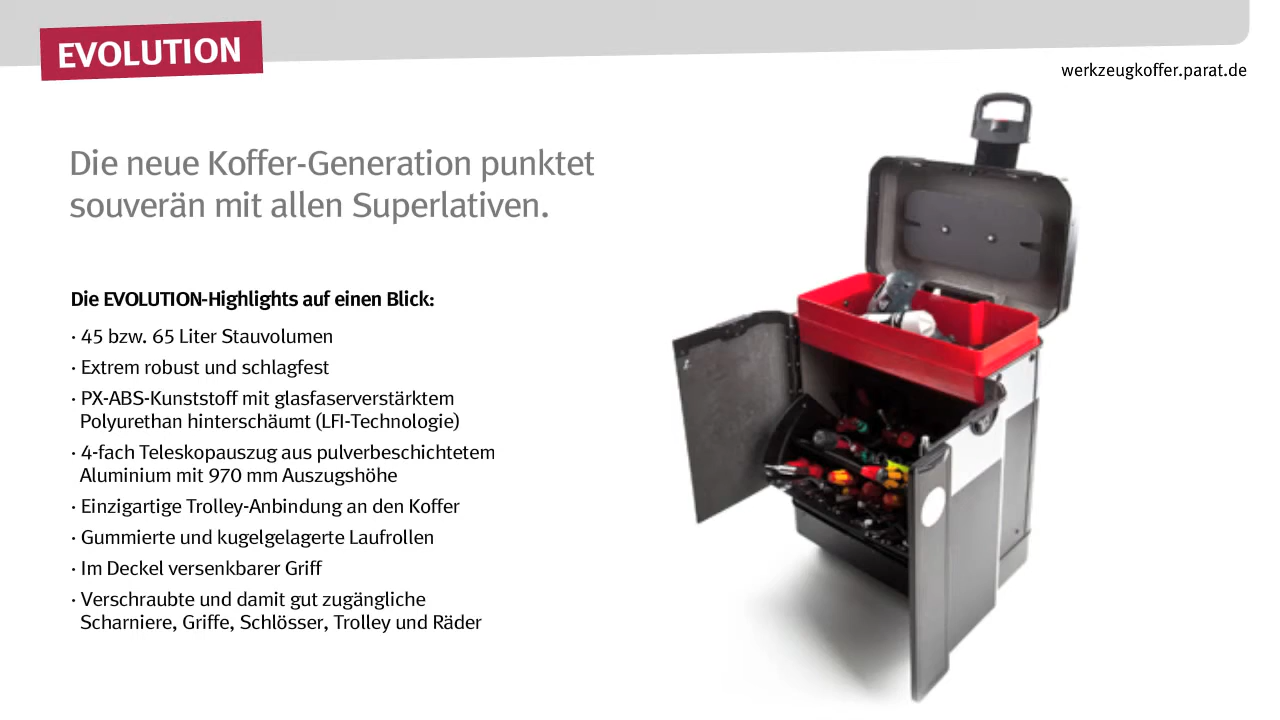 EVOLUTION
werkzeugkoffer.parat.de
Die neue Koffer-Generation punktet
souverän mit allen Superlativen.
Die EVOLUTION-Highlights auf einen Blick:
· 45 bzw. 65 Liter Stauvolumen
· Extrem robust und schlagfest
· PX-ABS-Kunststoff mit glasfaserverstärktem
Polyurethan hinterschäumt (LFI-Technologie)
· 4-fach Teleskopauszug aus pulverbeschichtetem
Aluminium mit 970 mm Auszugshöhe
· Einzigartige Trolley-Anbindung an den Koffer
· Gummierte und kugelgelagerte Laufrollen
· Im Deckel versenkbarer Griff
· Verschraubte und damit gut zugängliche
Scharniere, Griffe, Schlösser, Trolley und Räder